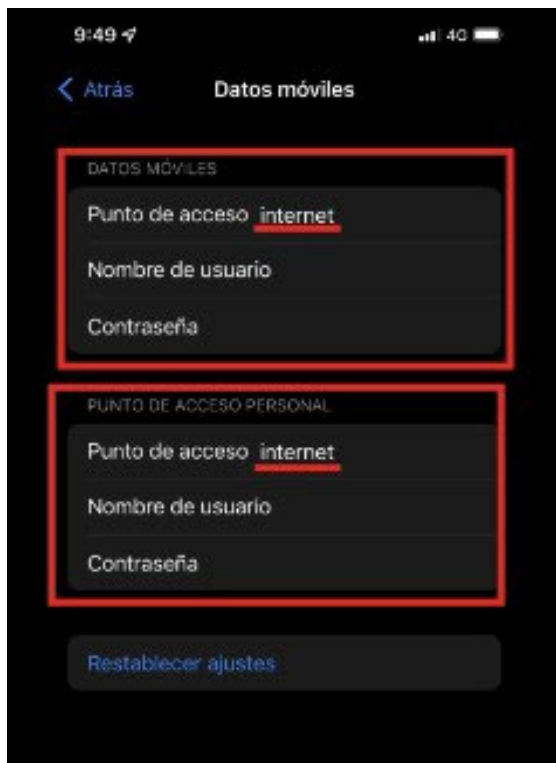 9:49 4G
Atrás Datos móviles
DATOS MÓVILES
Punto de acceso internet
Nombre de usuario
Contraseña
PUNTO DE ACCESO PERSONAL
Punto de acceso internet
Nombre de usuario
Contraseña
Restablecer ajustes